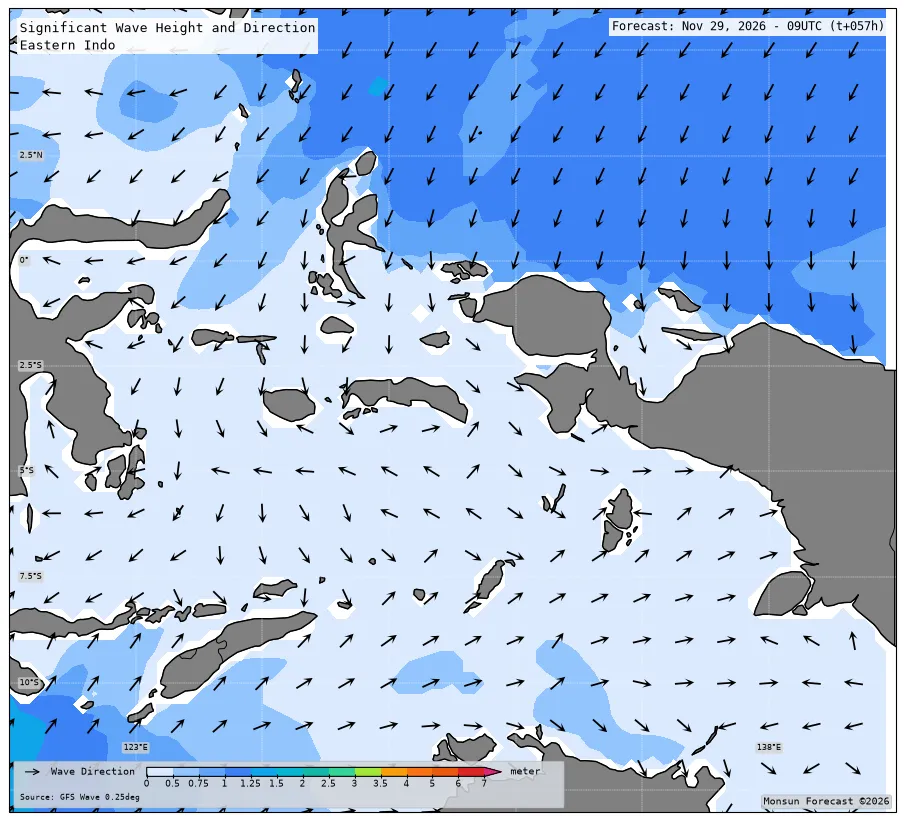 Significant Wave Height and Direction
Eastern Indo
Forecast: Nov 29, 2026 - 09UTC (t+057h)
2.5°N
0°
2.5°S
5°S
7.5°S
10°S
123°E
138°E
Wave Direction
meter
0 0.5 0.75 1 1.25 1.5 2 2.5 3 3.5 4 5 6 7
Source: GFS Wave 0.25deg
Monsun Forecast ©2026